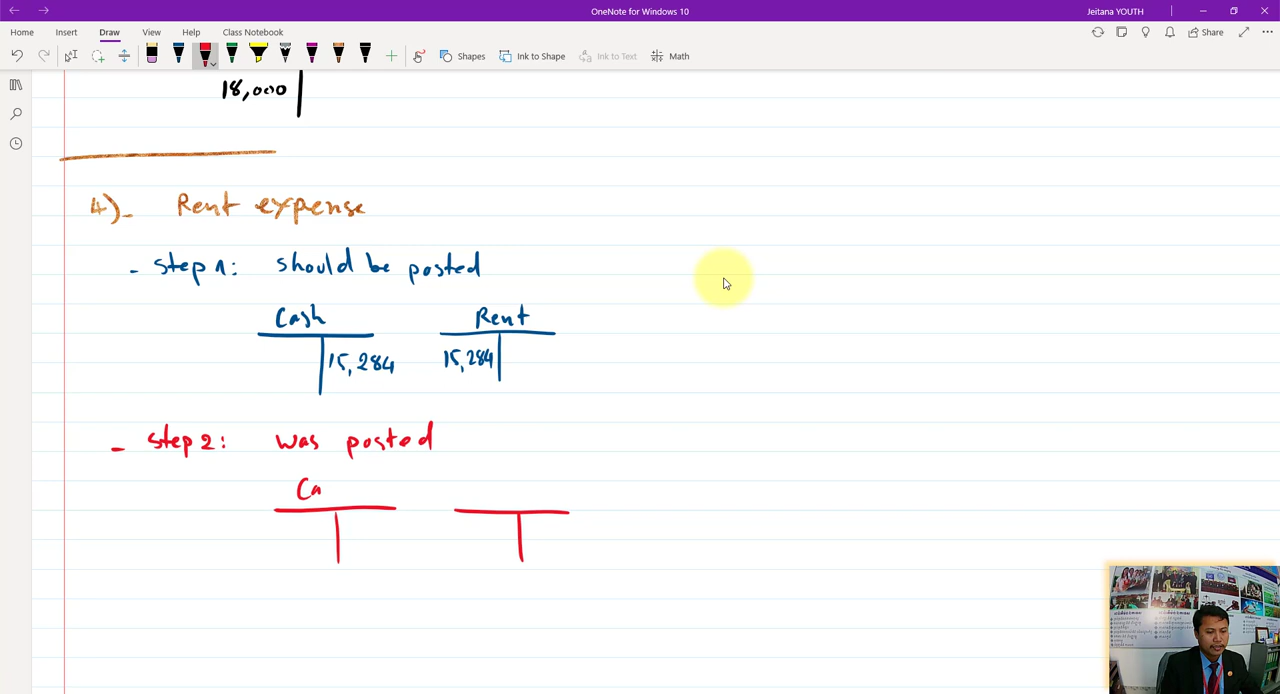 OneNote for Windows 10
Jeitana YOUTH
Home Insert Draw View Help Class Notebook
Share
Shapes Ink to Shape Ink to Text Math
18,000
4). Rent expense
- step 1: should be posted
Cash Rent
15,284 15,284
- step 2: was posted
Ca